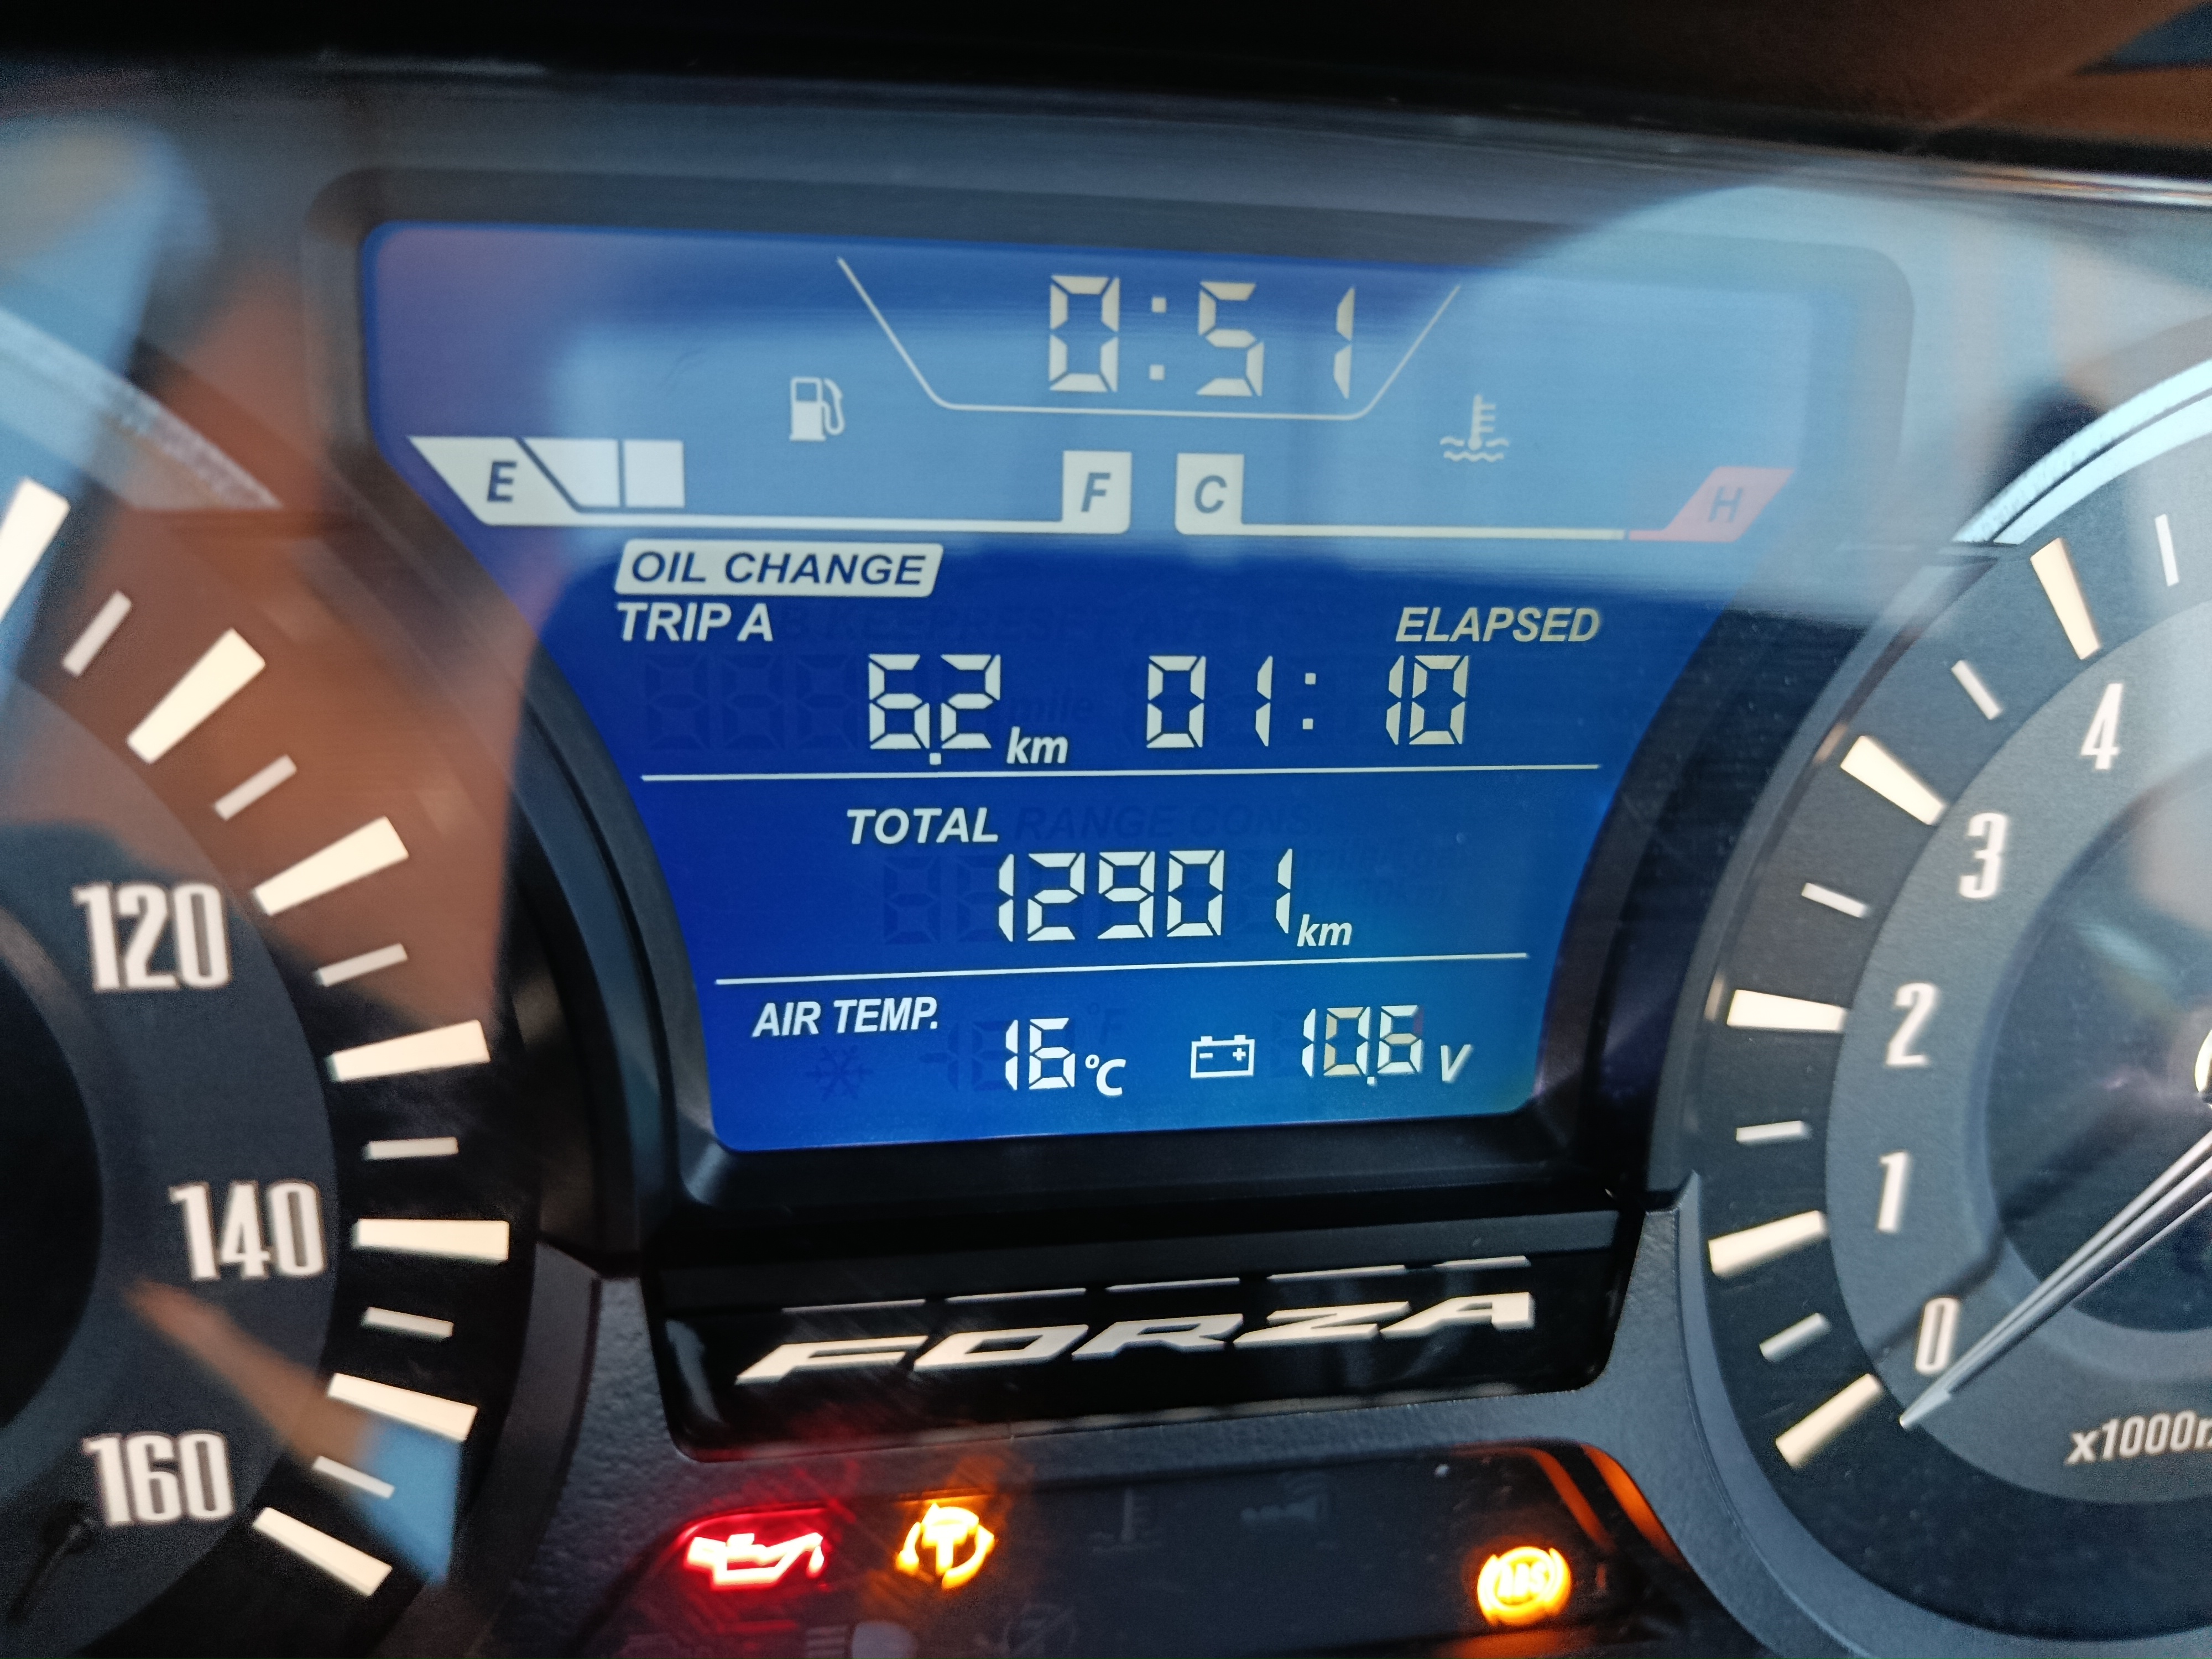 0:51
E F C H
OIL CHANGE
TRIP A ELAPSED
6.2 km 01:10
TOTAL
12901 km
AIR TEMP. 16 °C 10.6 V
FORZA
120
140
160
4
3
2
1
0
ABS